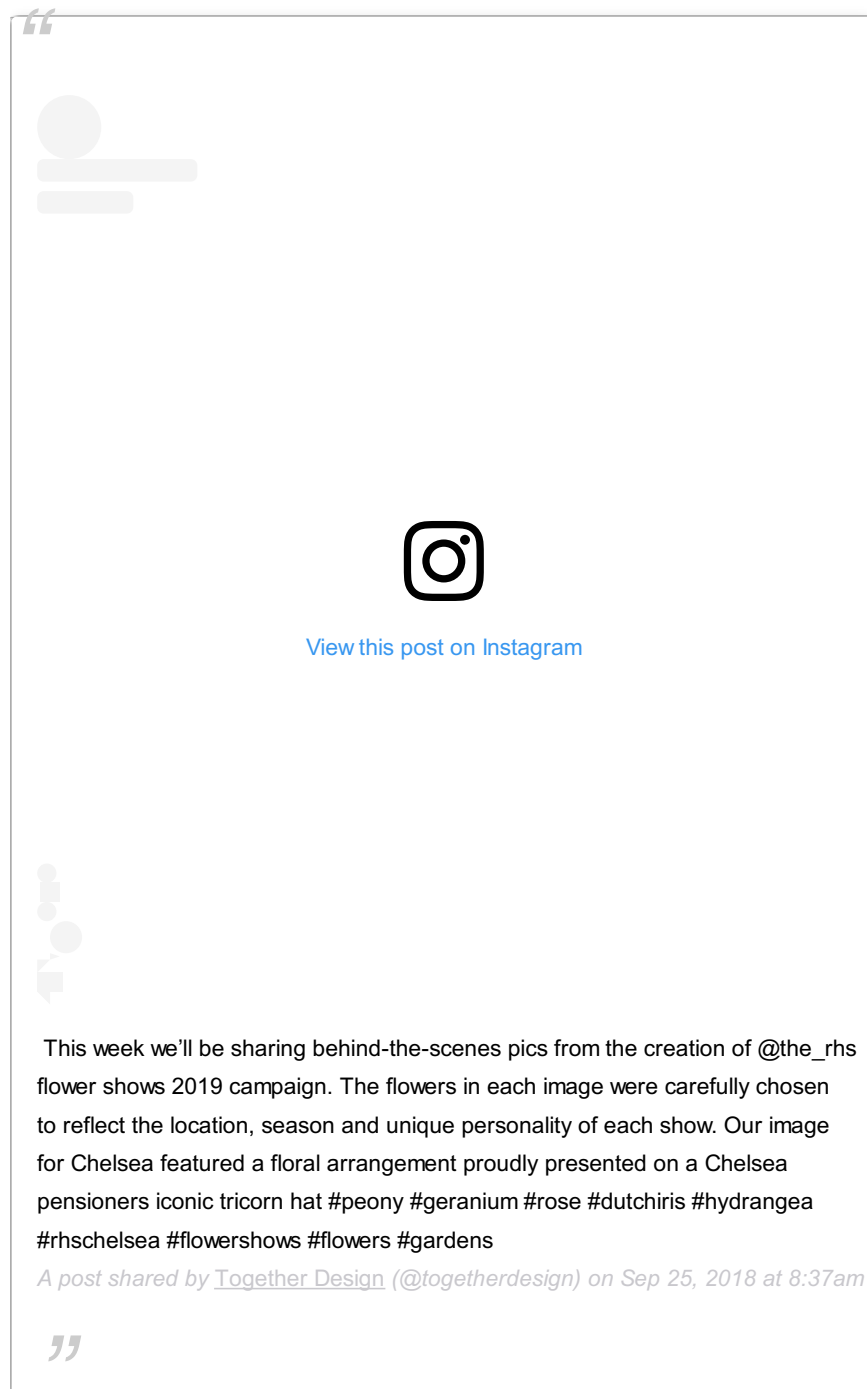 “
View this post on Instagram
This week we’ll be sharing behind-the-scenes pics from the creation of @the_rhs
flower shows 2019 campaign. The flowers in each image were carefully chosen
to reflect the location, season and unique personality of each show. Our image
for Chelsea featured a floral arrangement proudly presented on a Chelsea
pensioners iconic tricorn hat #peony #geranium #rose #dutchiris #hydrangea
#rhschelsea #flowershows #flowers #gardens
A post shared by Together Design (@togetherdesign) on Sep 25, 2018 at 8:37am
”